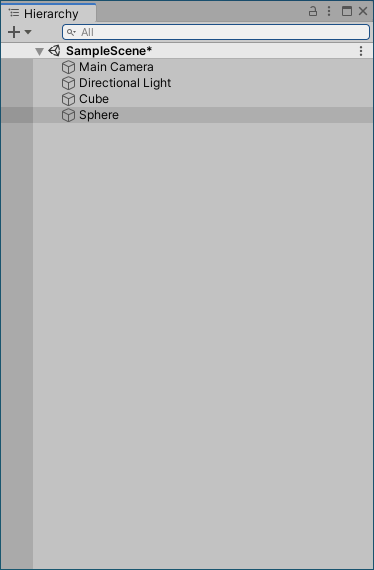 Hierarchy
All
SampleScene*
Main Camera
Directional Light
Cube
Sphere